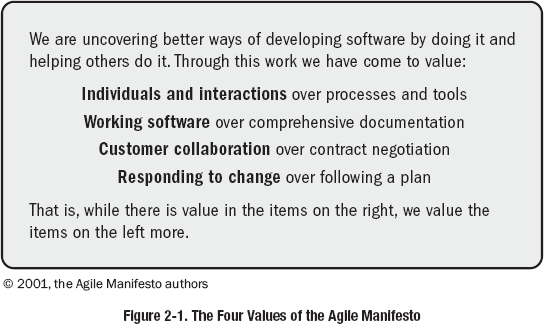 We are uncovering better ways of developing software by doing it and
helping others do it. Through this work we have come to value:
Individuals and interactions over processes and tools
Working software over comprehensive documentation
Customer collaboration over contract negotiation
Responding to change over following a plan
That is, while there is value in the items on the right, we value the
items on the left more.
© 2001, the Agile Manifesto authors
Figure 2-1. The Four Values of the Agile Manifesto